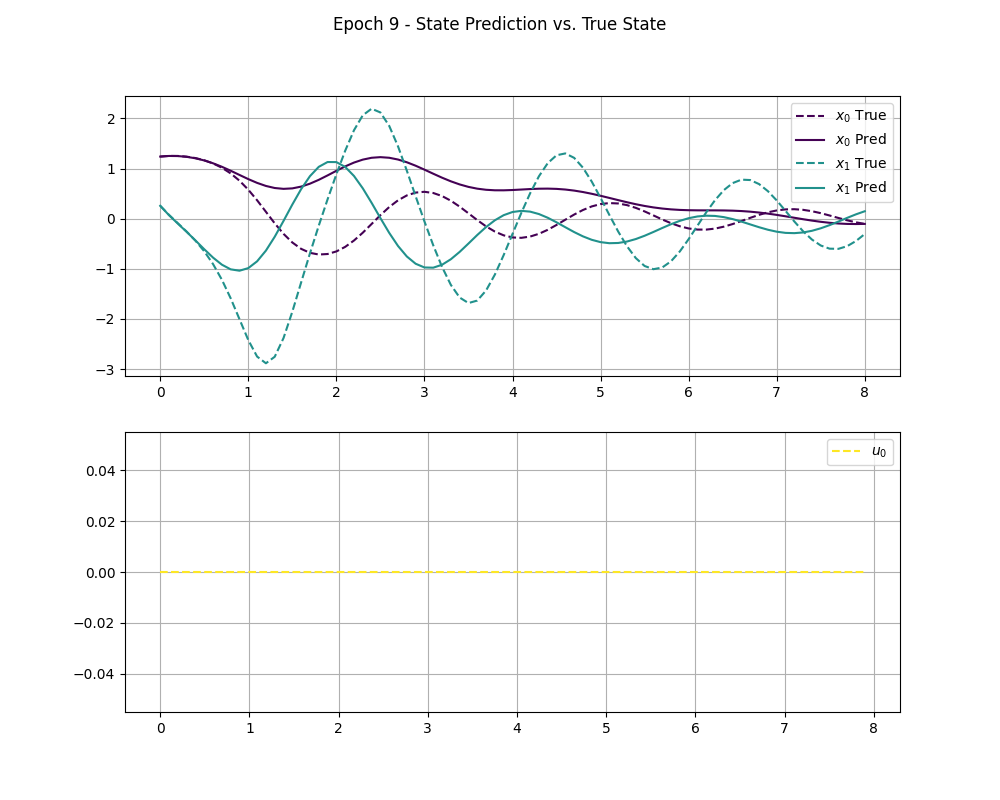 Epoch 9 - State Prediction vs. True State
2
1
0
−1
−2
−3
x₀ True
x₀ Pred
x₁ True
x₁ Pred
0 1 2 3 4 5 6 7 8
0.04
0.02
0.00
−0.02
−0.04
u₀
0 1 2 3 4 5 6 7 8